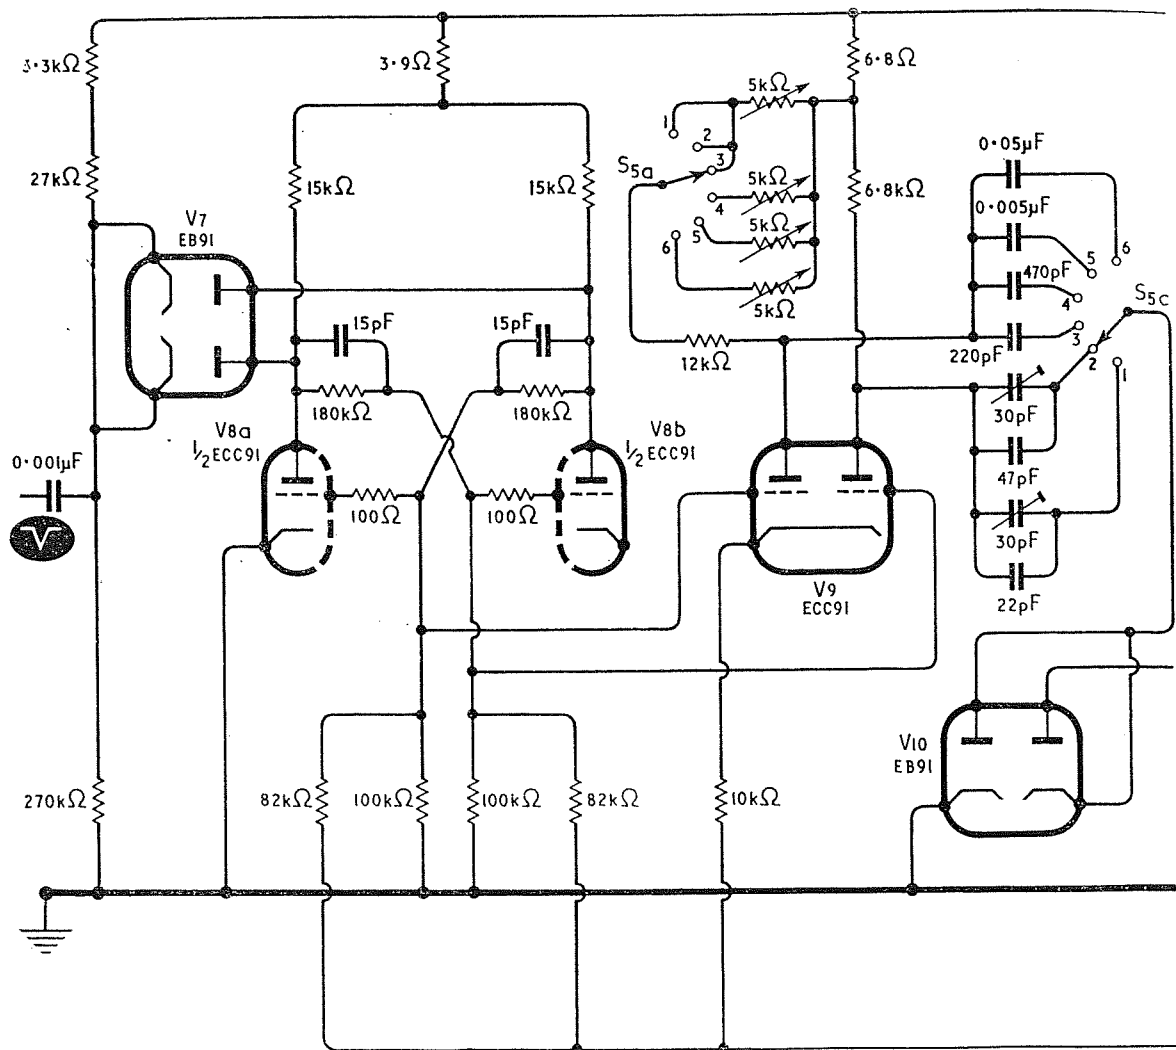 3·3kΩ
3·9Ω
6·8Ω
5kΩ
1
2
3
S5a
27kΩ
15kΩ
15kΩ
5kΩ
4
6·8kΩ
0·05µF
0·005µF
V7
EB91
5kΩ
5
6
5kΩ
470pF
6
5
4
S5c
15pF
15pF
12kΩ
220pF
3
2
1
180kΩ
180kΩ
30pF
V8a
½ECC91
V8b
½ECC91
0·001µF
47pF
100Ω
100Ω
30pF
V9
ECC91
22pF
V10
EB91
270kΩ
82kΩ
100kΩ
100kΩ
82kΩ
10kΩ